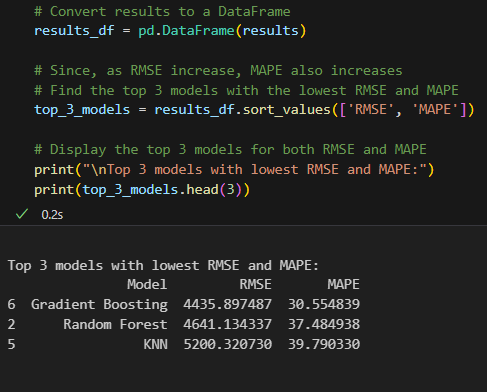 # Convert results to a DataFrame
results_df = pd.DataFrame(results)
# Since, as RMSE increase, MAPE also increases
# Find the top 3 models with the lowest RMSE and MAPE
top_3_models = results_df.sort_values(['RMSE', 'MAPE'])
# Display the top 3 models for both RMSE and MAPE
print("\nTop 3 models with lowest RMSE and MAPE:")
print(top_3_models.head(3))
✓ 0.2s
Top 3 models with lowest RMSE and MAPE:
Model RMSE MAPE
6 Gradient Boosting 4435.897487 30.554839
2 Random Forest 4641.134337 37.484938
5 KNN 5200.320730 39.790330